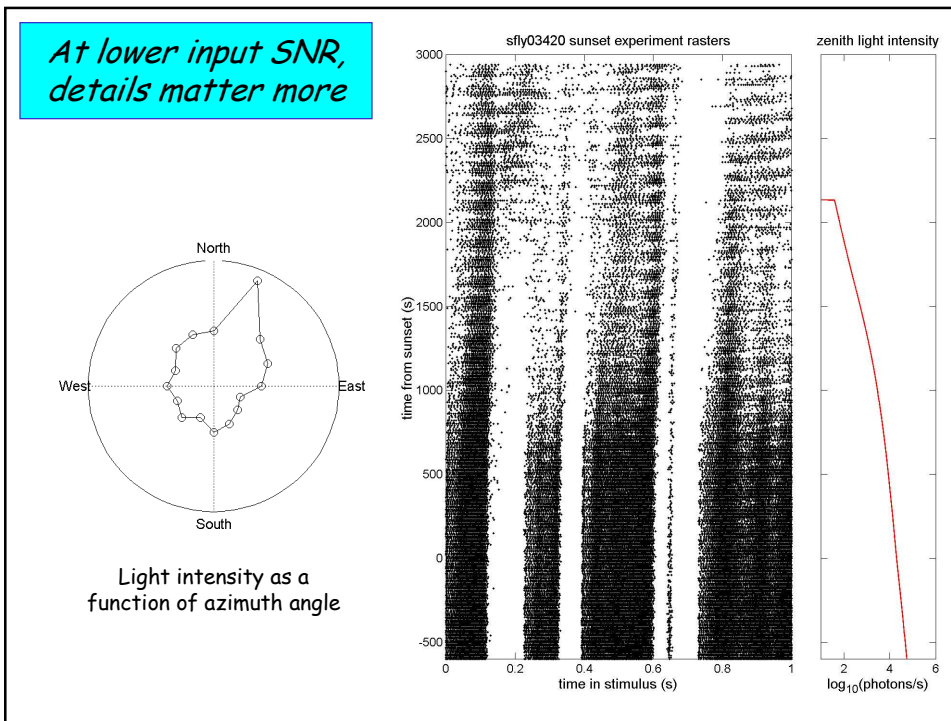 At lower input SNR,
details matter more
North
West
East
South
Light intensity as a
function of azimuth angle
sfly03420 sunset experiment rasters
time from sunset (s)
3000
2500
2000
1500
1000
500
0
-500
0 0.2 0.4 0.6 0.8 1
time in stimulus (s)
zenith light intensity
2 4 6
log10(photons/s)